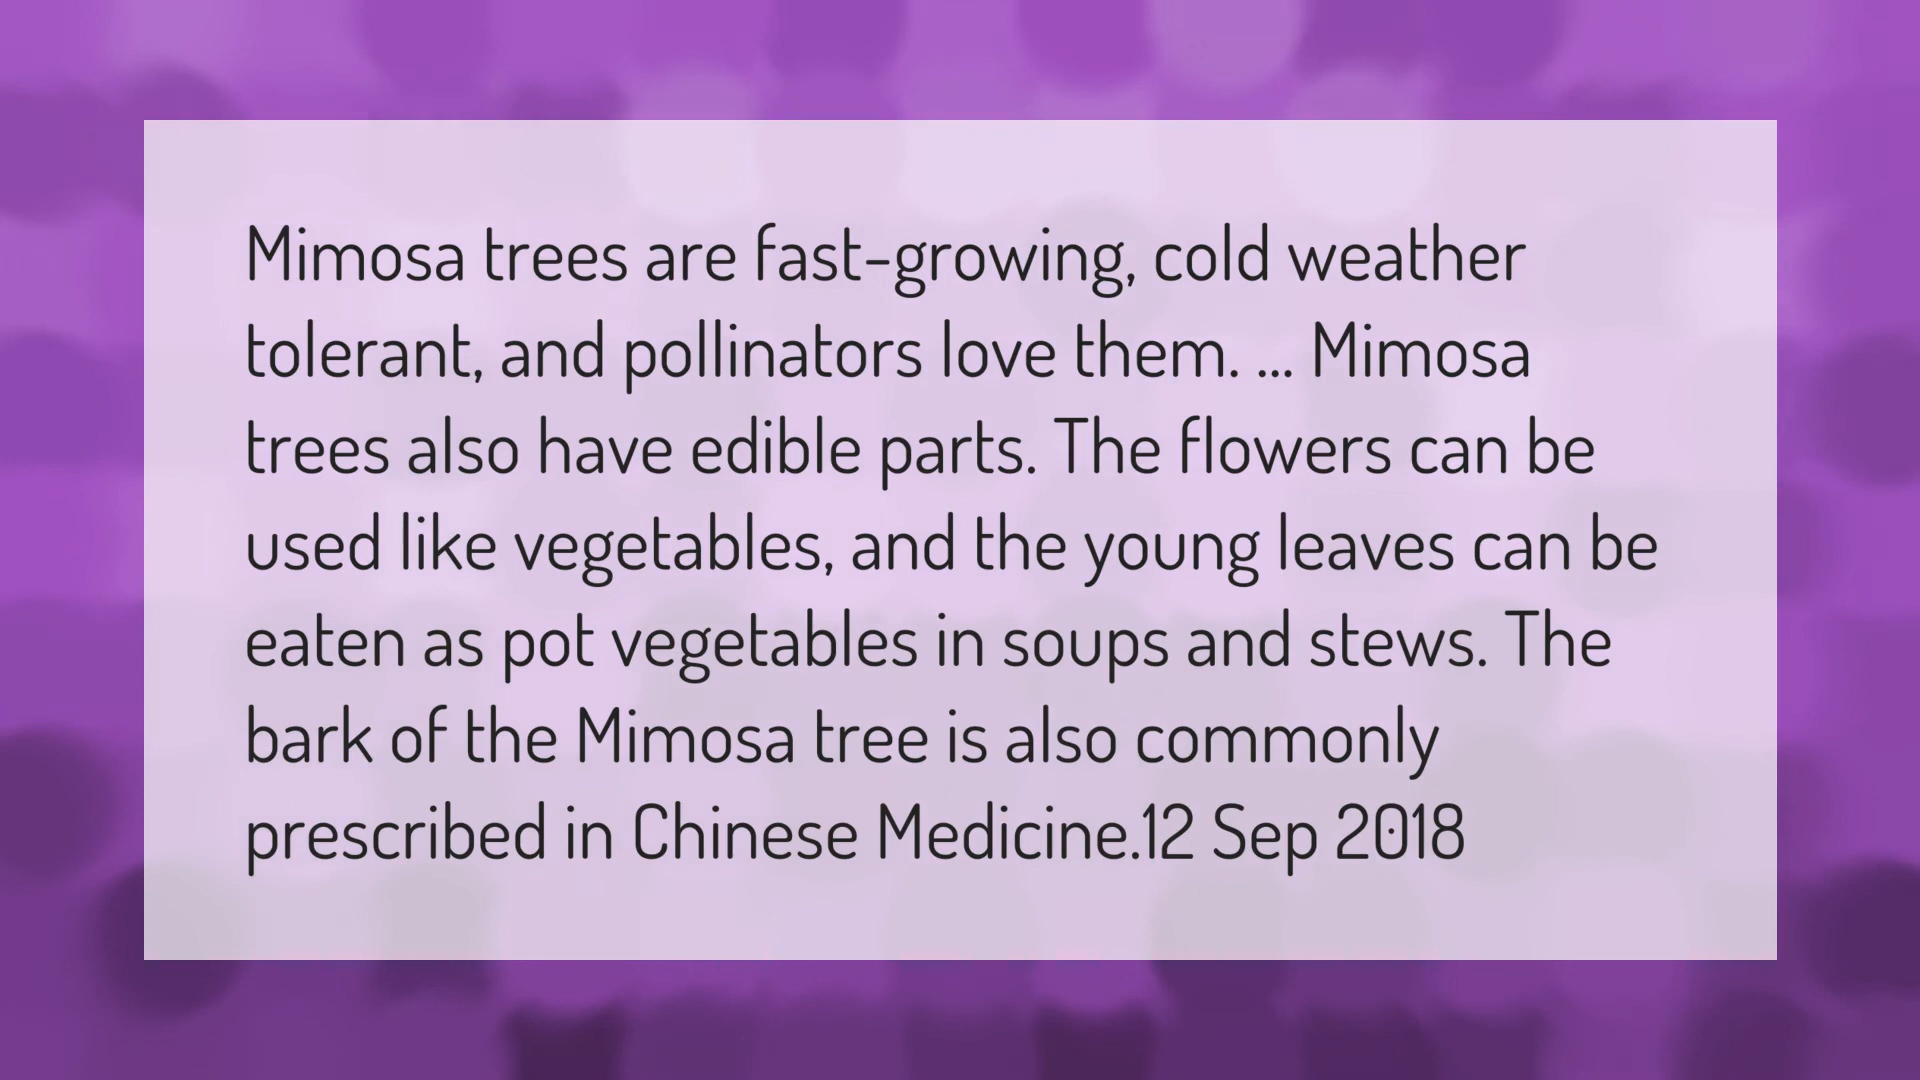 Mimosa trees are fast-growing, cold weather
tolerant, and pollinators love them. ... Mimosa
trees also have edible parts. The flowers can be
used like vegetables, and the young leaves can be
eaten as pot vegetables in soups and stews. The
bark of the Mimosa tree is also commonly
prescribed in Chinese Medicine.12 Sep 2018